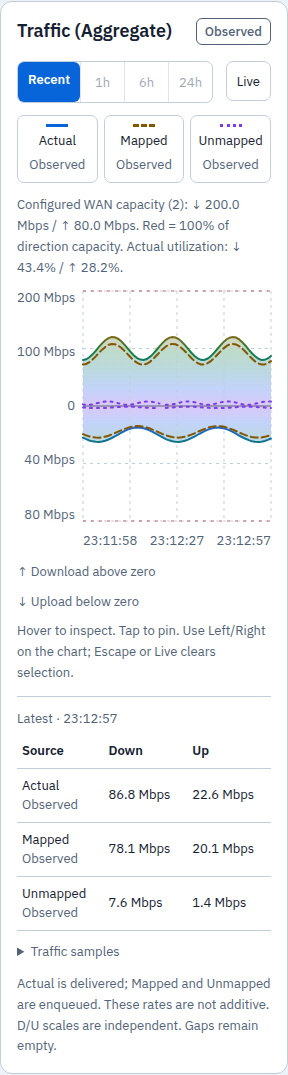 Traffic (Aggregate) Observed
Recent 1h 6h 24h Live
Actual Mapped Unmapped
Observed Observed Observed
Configured WAN capacity (2): ↓ 200.0
Mbps / ↑ 80.0 Mbps. Red = 100% of
direction capacity. Actual utilization: ↓
43.4% / ↑ 28.2%.
200 Mbps
100 Mbps
0
40 Mbps
80 Mbps
23:11:58 23:12:27 23:12:57
↑ Download above zero
↓ Upload below zero
Hover to inspect. Tap to pin. Use Left/Right
on the chart; Escape or Live clears
selection.
Latest · 23:12:57
Source Down Up
Actual
Observed 86.8 Mbps 22.6 Mbps
Mapped
Observed 78.1 Mbps 20.1 Mbps
Unmapped
Observed 7.6 Mbps 1.4 Mbps
▶ Traffic samples
Actual is delivered; Mapped and Unmapped
are enqueued. These rates are not additive.
D/U scales are independent. Gaps remain
empty.